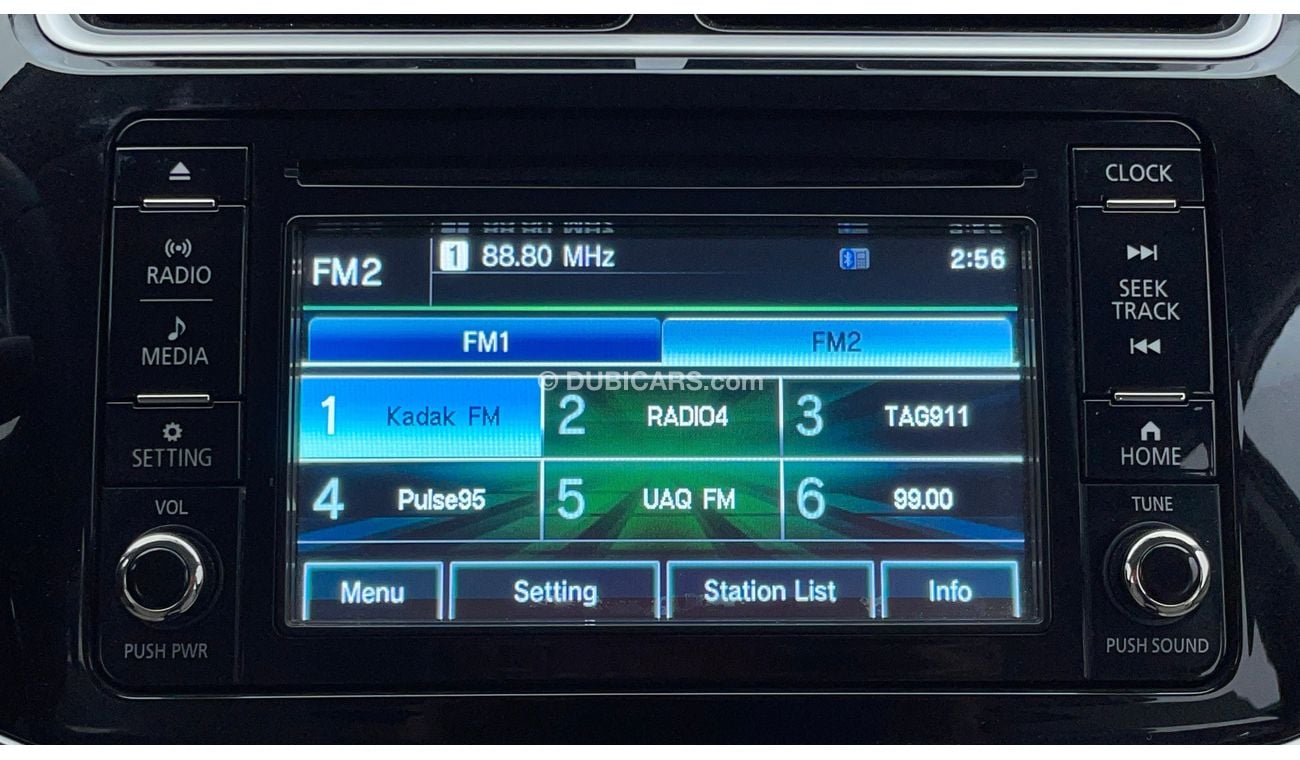 CLOCK
RADIO
MEDIA
SETTING
VOL
PUSH PWR
FM2
1 88.80 MHz
2:56
FM1 FM2
© DUBICARS.com
1 Kadak FM 2 RADIO4 3 TAG911
4 Pulse95 5 UAQ FM 6 99.00
Menu Setting Station List Info
SEEK
TRACK
HOME
TUNE
PUSH SOUND